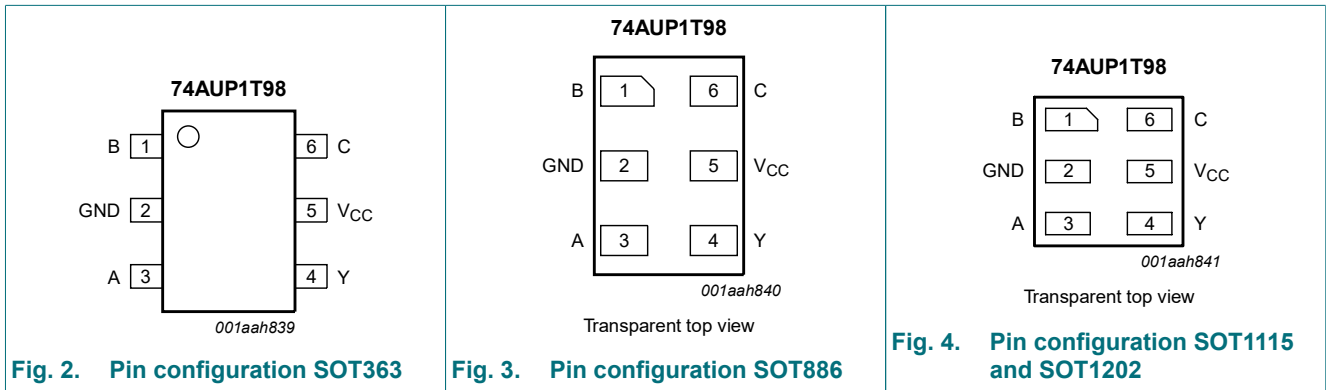 74AUP1T98
B 1 6 C
GND 2 5 VCC
A 3 4 Y
001aah839
Fig. 2. Pin configuration SOT363
74AUP1T98
B 1 6 C
GND 2 5 VCC
A 3 4 Y
001aah840
Transparent top view
Fig. 3. Pin configuration SOT886
74AUP1T98
B 1 6 C
GND 2 5 VCC
A 3 4 Y
001aah841
Transparent top view
Fig. 4. Pin configuration SOT1115
and SOT1202